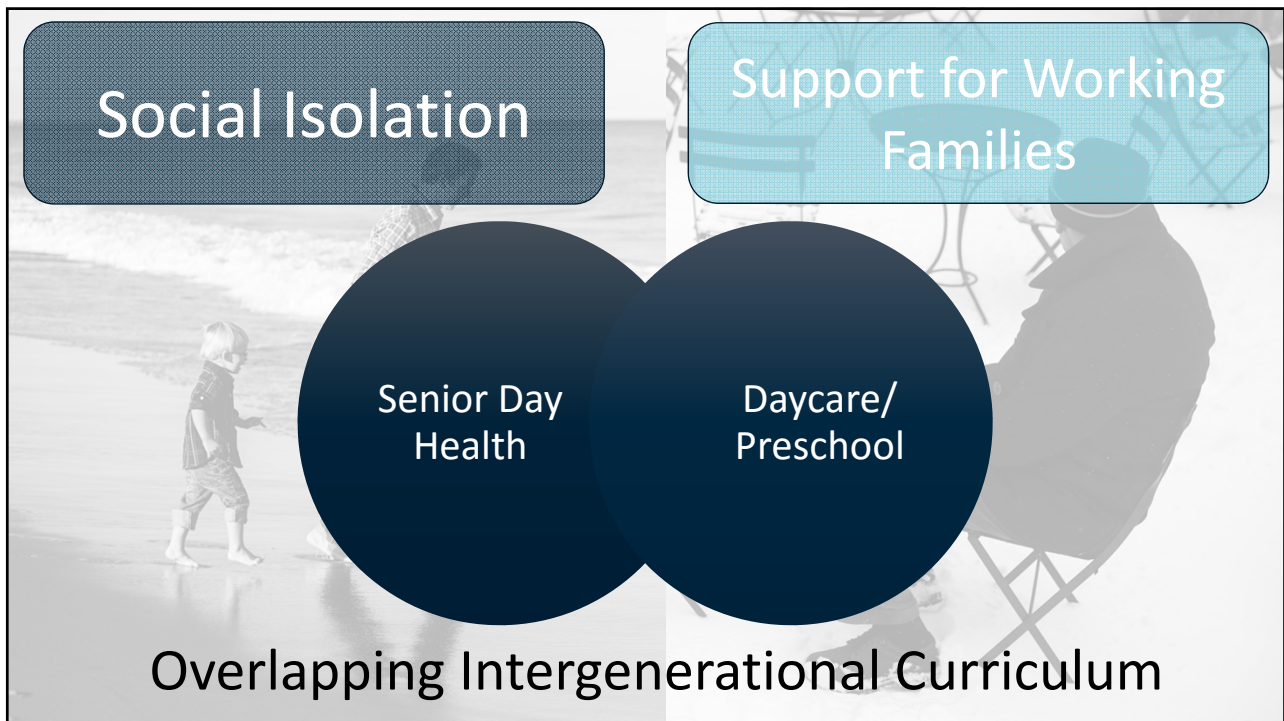 Social Isolation
Support for Working
Families
Senior Day
Health
Daycare/
Preschool
Overlapping Intergenerational Curriculum